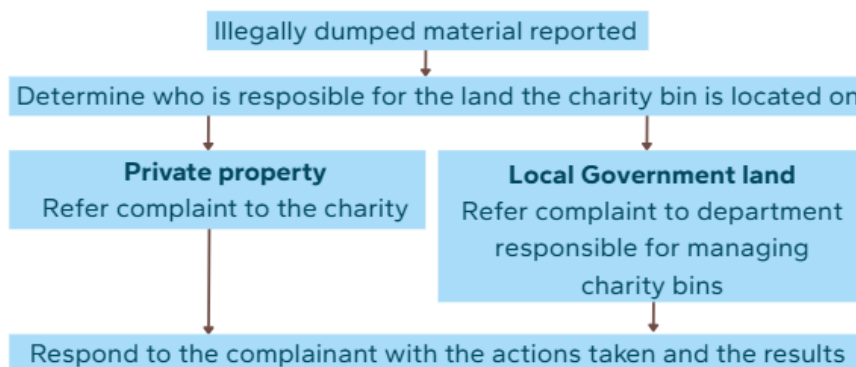 Illegally dumped material reported
Determine who is resposible for the land the charity bin is located on
Private property
Refer complaint to the charity
Local Government land
Refer complaint to department
responsible for managing
charity bins
Respond to the complainant with the actions taken and the results